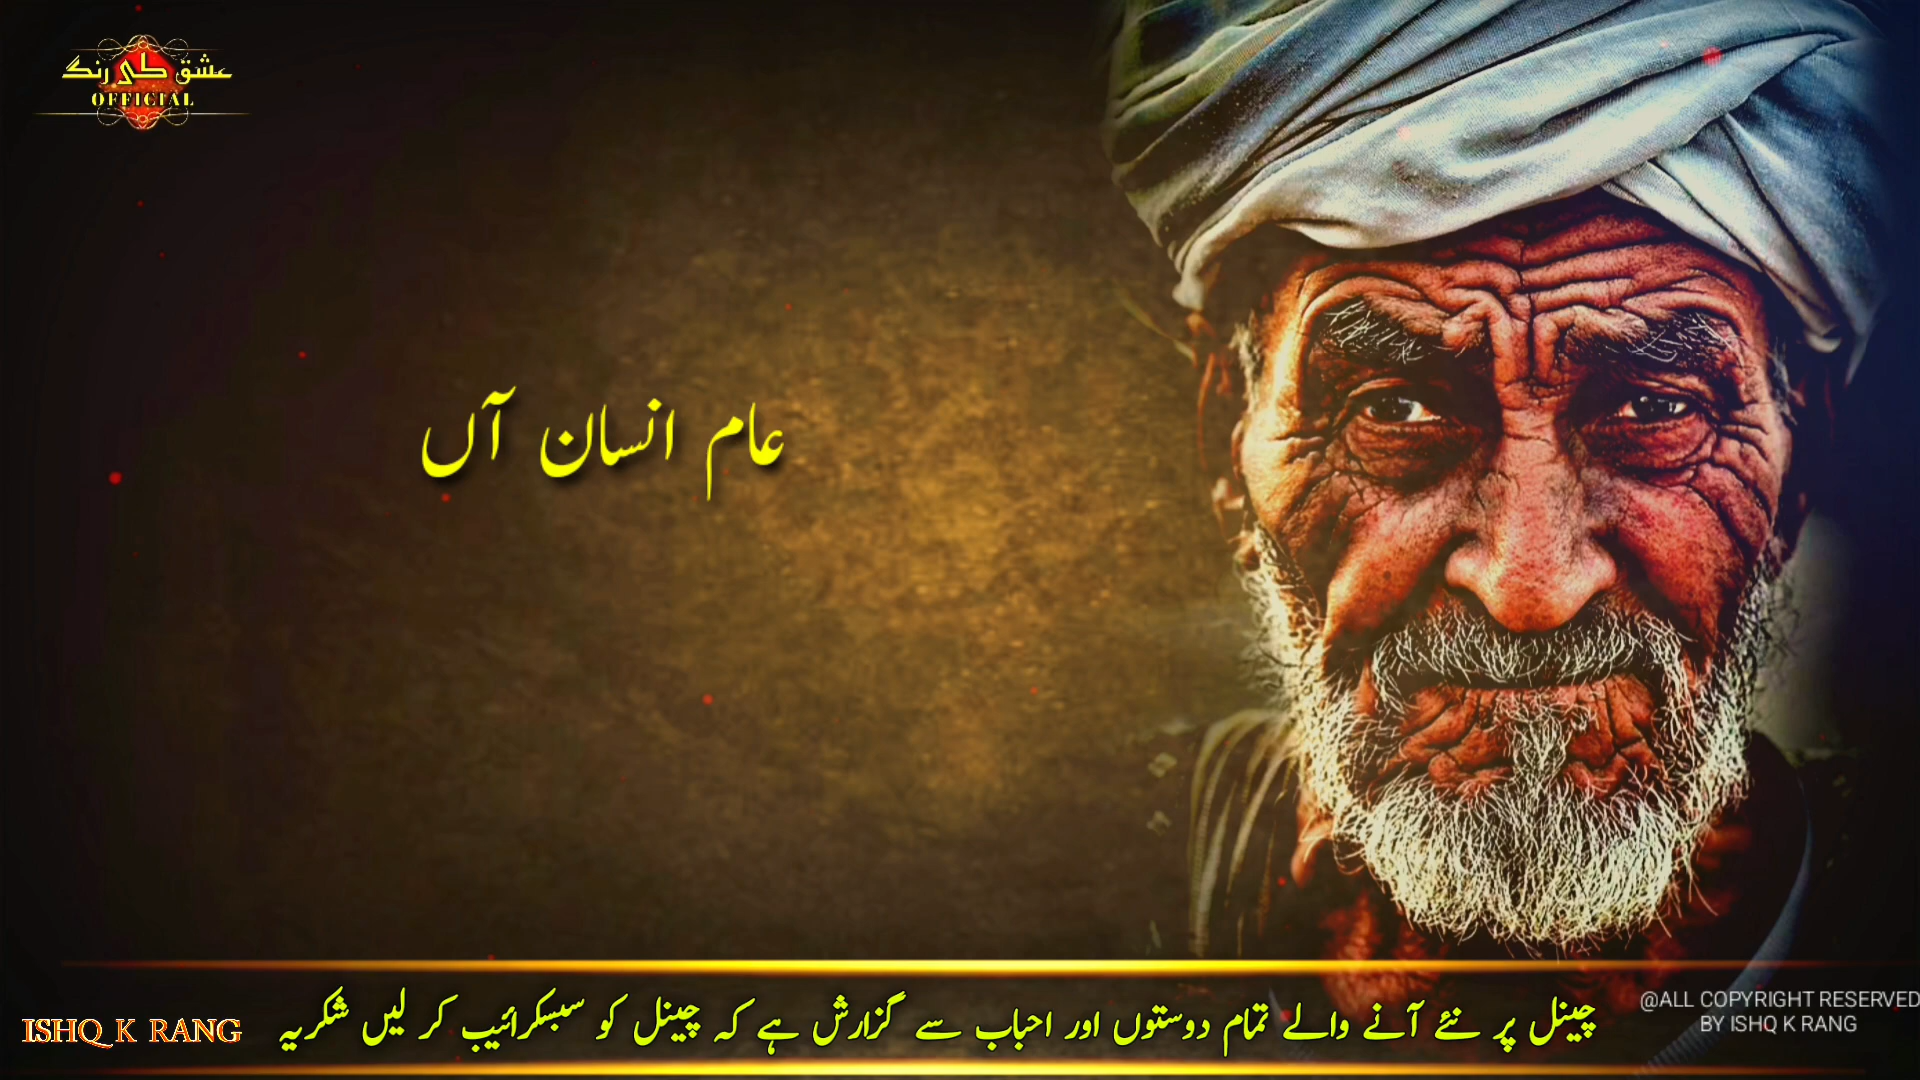 عشق کے رنگ
OFFICIAL
عام انسان آں
چینل پر نئے آنے والے تمام دوستوں اور احباب سے گزارش ہے کہ چینل کو سبسکرائیب کر لیں شکریہ
ISHQ K RANG
@ALL COPYRIGHT RESERVED
BY ISHQ K RANG